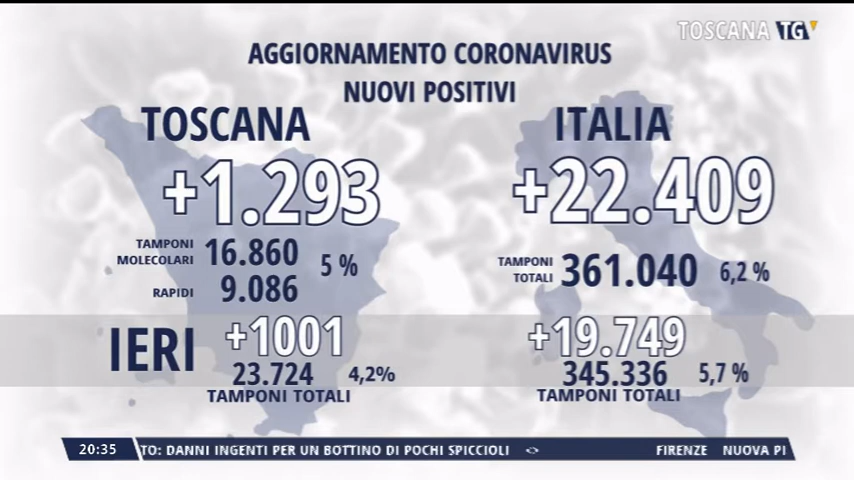 TOSCANA TG
AGGIORNAMENTO CORONAVIRUS
NUOVI POSITIVI
TOSCANA
+1.293
TAMPONI
MOLECOLARI 16.860
RAPIDI 9.086
5 %
ITALIA
+22.409
TAMPONI
TOTALI 361.040 6,2 %
IERI
+1001
23.724 4,2%
TAMPONI TOTALI
+19.749
345.336 5,7 %
TAMPONI TOTALI
20:35 TO: DANNI INGENTI PER UN BOTTINO DI POCHI SPICCIOLI FIRENZE NUOVA PI